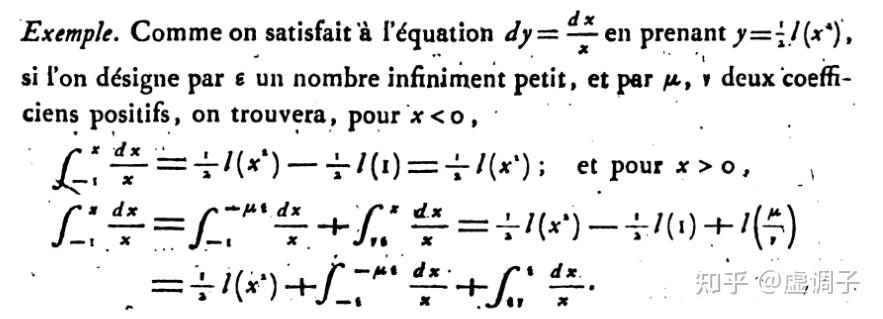 Exemple. Comme on satisfait à l'équation dy = dx/x en prenant y = ½ l(x²),
si l'on désigne par ε un nombre infiniment petit, et par μ, ν deux coeffi-
ciens positifs, on trouvera, pour x < 0,
∫₋₁ˣ dx/x = ½ l(x²) — ½ l(1) = ½ l(x²); et pour x > 0,
∫₋₁ˣ dx/x = ∫₋₁^(−με) dx/x + ∫_(νε)^x dx/x = ½ l(x²) — ½ l(1) + l(μ/ν)
= ½ l(x²) + ∫_(−ε)^(−με) dx/x + ∫_(εν)^ε dx/x.
知乎 @虚调子